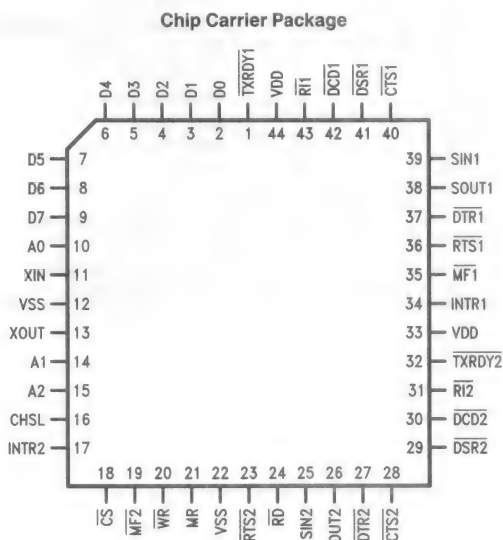 Chip Carrier Package
D4 D3 D2 D1 D0 TXRDY1 VDD RI1 DCD1 DSR1 CTS1
6 5 4 3 2 1 44 43 42 41 40
D5 7 39 SIN1
D6 8 38 SOUT1
D7 9 37 DTR1
A0 10 36 RTS1
XIN 11 35 MF1
VSS 12 34 INTR1
XOUT 13 33 VDD
A1 14 32 TXRDY2
A2 15 31 RI2
CHSL 16 30 DCD2
INTR2 17 29 DSR2
18 19 20 21 22 23 24 25 26 27 28
CS MF2 WR MR VSS RTS2 RD SIN2 OUT2 DTR2 CTS2